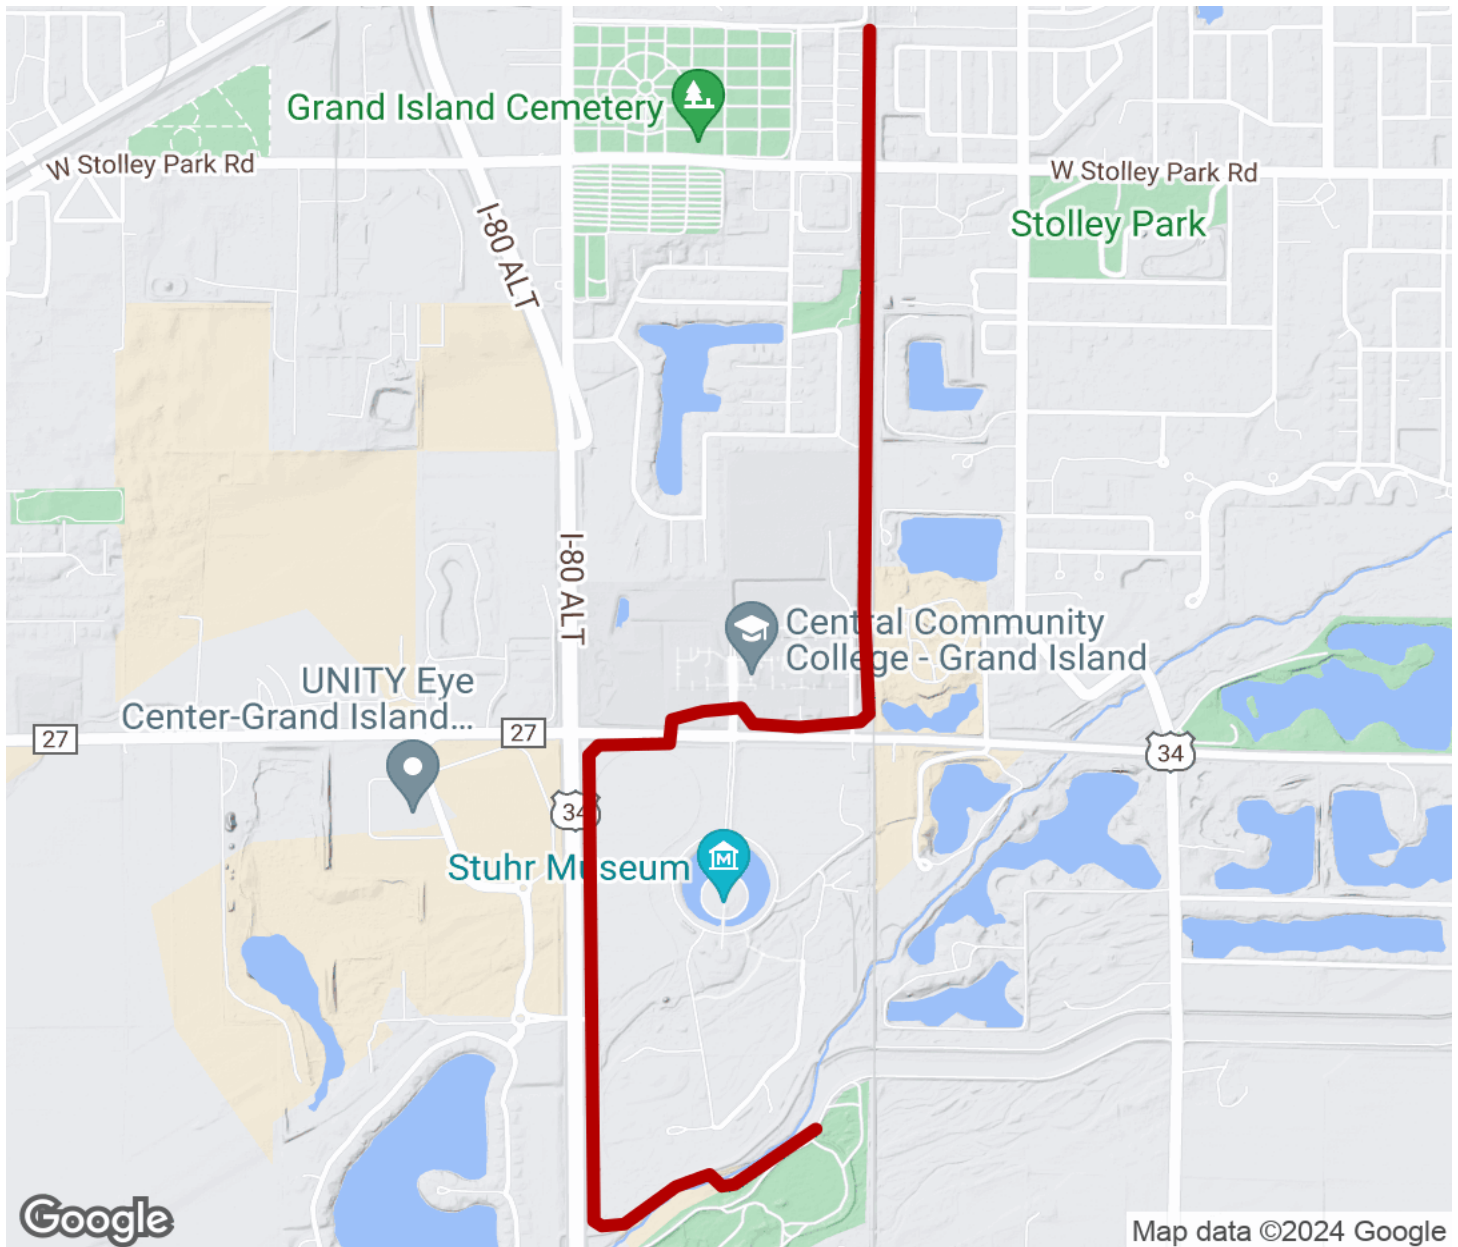 Grand Island Cemetery
W Stolley Park Rd
W Stolley Park Rd
Stolley Park
I-80 ALT
I-80 ALT
Central Community
College - Grand Island
UNITY Eye
Center-Grand Island...
27
27
34
34
Stuhr Museum
M
Google
Map data ©2024 Google